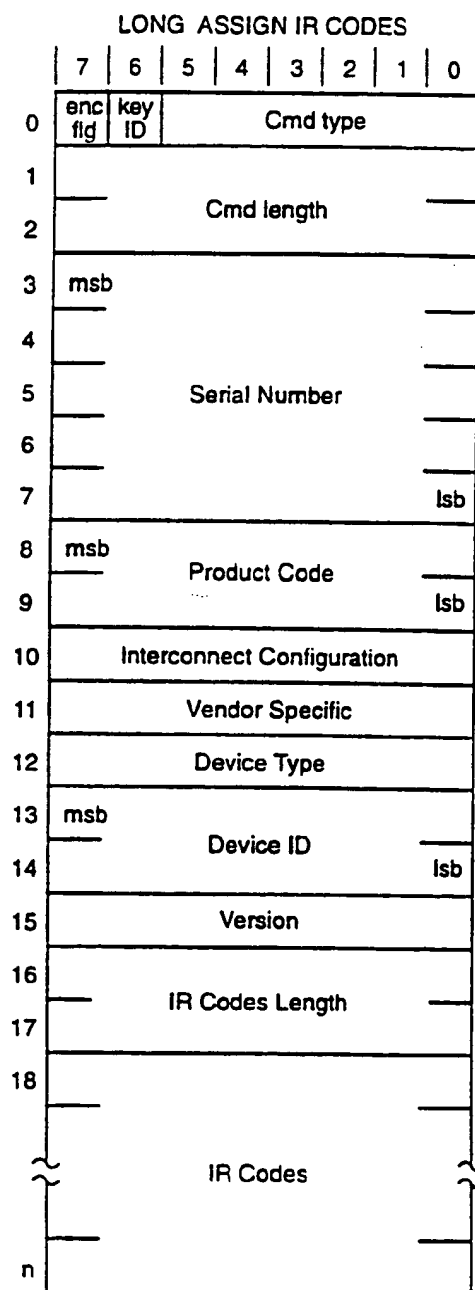 LONG ASSIGN IR CODES
7 6 5 4 3 2 1 0
0 enc flg key ID Cmd type
1
Cmd length
2
3 msb
4
5 Serial Number
6
7 lsb
8 msb
Product Code
9 lsb
10 Interconnect Configuration
11 Vendor Specific
12 Device Type
13 msb
Device ID
14 lsb
15 Version
16
IR Codes Length
17
18
IR Codes
n